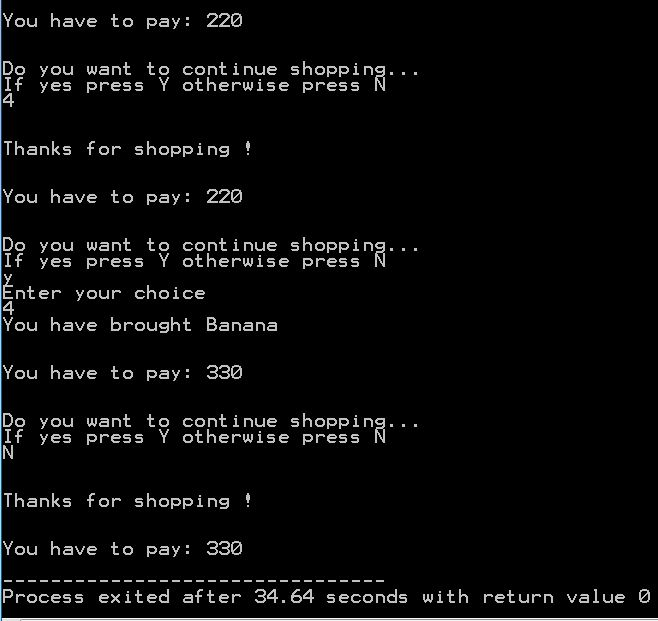 You have to pay: 220
Do you want to continue shopping...
If yes press Y otherwise press N
4
Thanks for shopping !
You have to pay: 220
Do you want to continue shopping...
If yes press Y otherwise press N
y
Enter your choice
4
You have brought Banana
You have to pay: 330
Do you want to continue shopping...
If yes press Y otherwise press N
N
Thanks for shopping !
You have to pay: 330
--------------------------------
Process exited after 34.64 seconds with return value 0